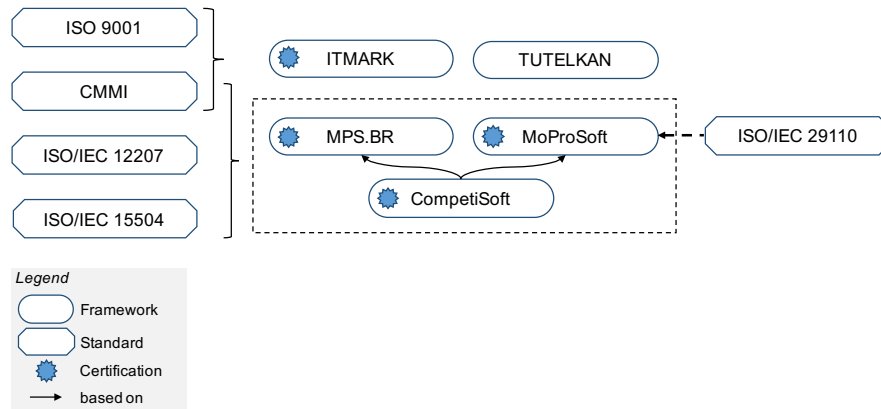 ISO 9001
CMMI
ISO/IEC 12207
ISO/IEC 15504
ITMARK
TUTELKAN
MPS.BR
MoProSoft
CompetiSoft
ISO/IEC 29110
Legend
Framework
Standard
Certification
based on